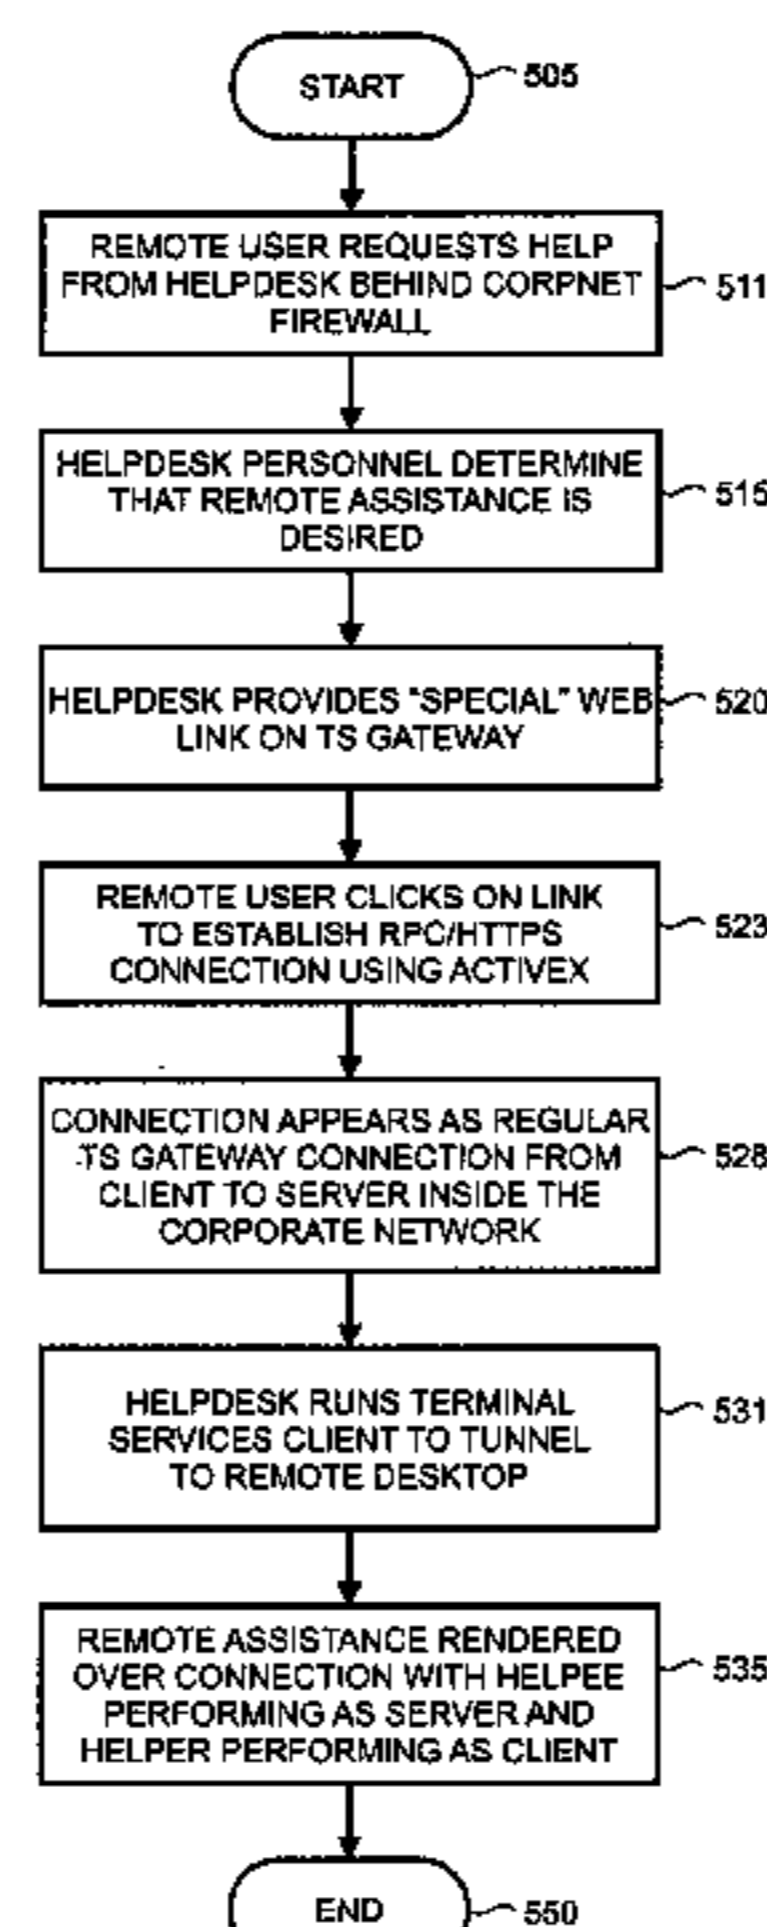 START
505
REMOTE USER REQUESTS HELP
FROM HELPDESK BEHIND CORPNET
FIREWALL
511
HELPDESK PERSONNEL DETERMINE
THAT REMOTE ASSISTANCE IS
DESIRED
515
HELPDESK PROVIDES "SPECIAL" WEB
LINK ON TS GATEWAY
520
REMOTE USER CLICKS ON LINK
TO ESTABLISH RPC/HTTPS
CONNECTION USING ACTIVEX
523
CONNECTION APPEARS AS REGULAR
TS GATEWAY CONNECTION FROM
CLIENT TO SERVER INSIDE THE
CORPORATE NETWORK
528
HELPDESK RUNS TERMINAL
SERVICES CLIENT TO TUNNEL
TO REMOTE DESKTOP
531
REMOTE ASSISTANCE RENDERED
OVER CONNECTION WITH HELPEE
PERFORMING AS SERVER AND
HELPER PERFORMING AS CLIENT
535
END
550